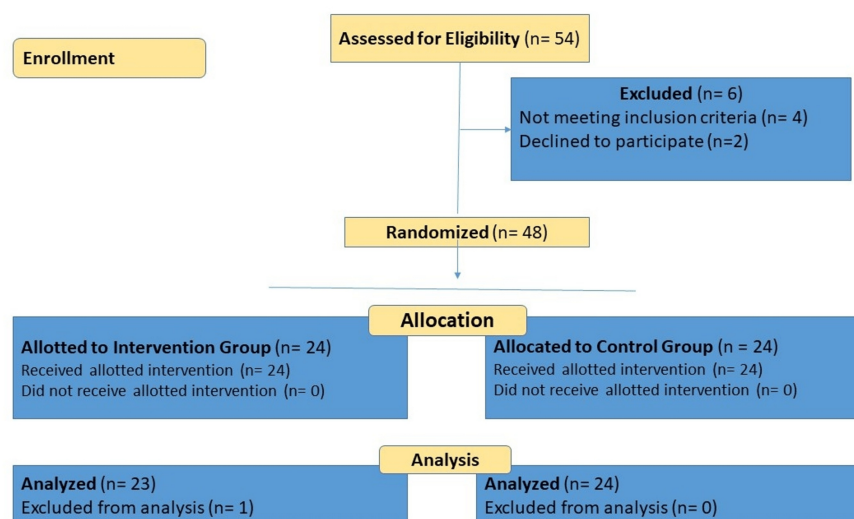 Assessed for Eligibility (n= 54)
Enrollment
Excluded (n= 6)
Not meeting inclusion criteria (n= 4)
Declined to participate (n=2)
Randomized (n= 48)
Allocation
Allotted to Intervention Group (n= 24)
Received allotted intervention (n= 24)
Did not receive allotted intervention (n= 0)
Allocated to Control Group (n = 24)
Received allotted intervention (n= 24)
Did not receive allotted intervention (n= 0)
Analysis
Analyzed (n= 23)
Excluded from analysis (n= 1)
Analyzed (n= 24)
Excluded from analysis (n= 0)